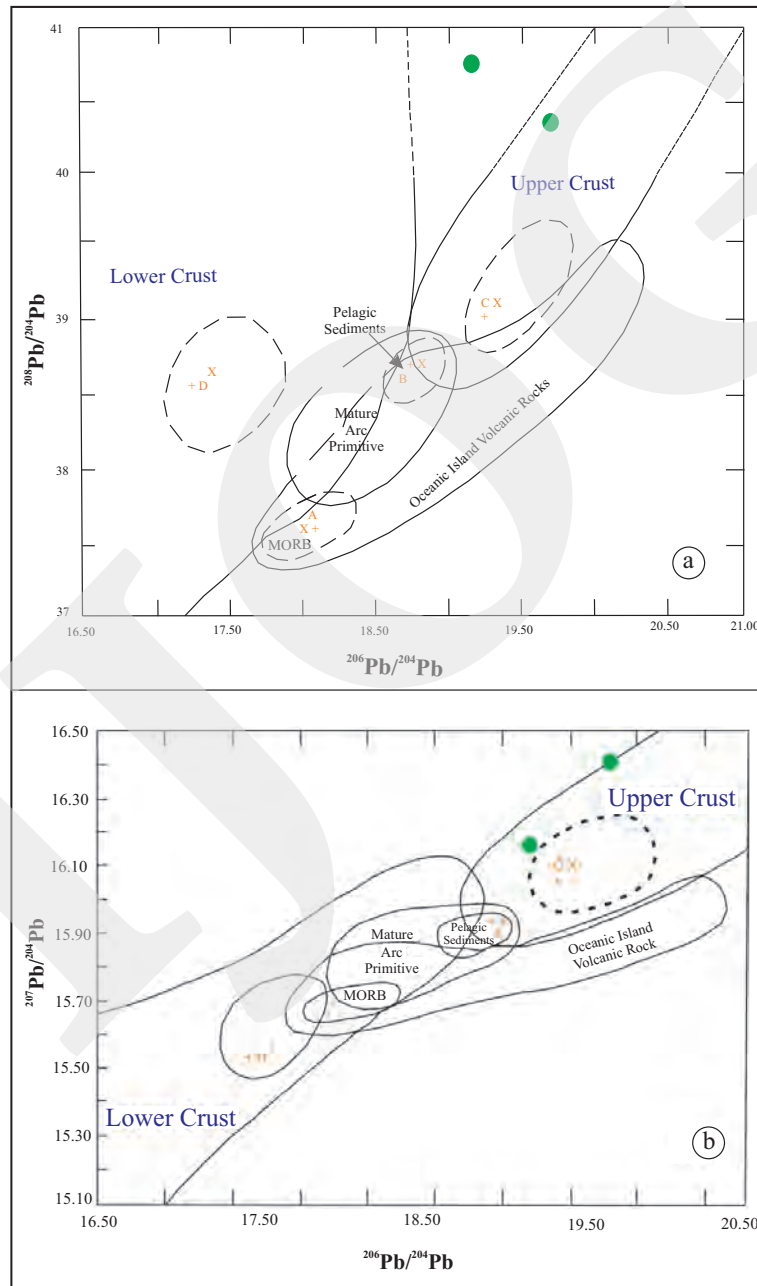 41
40
39
38
37
²⁰⁸Pb/²⁰⁴Pb
Upper Crust
Lower Crust
C X
Pelagic
Sediments
X
+ D
+ X
B
Mature
Arc
Primitive
Oceanic Island Volcanic Rocks
A
X +
MORB
a
16.50
17.50
18.50
19.50
20.50
21.00
²⁰⁶Pb/²⁰⁴Pb
16.50
16.30
16.10
15.90
15.70
15.50
15.30
15.10
²⁰⁷Pb/²⁰⁴Pb
Upper Crust
Mature
Arc
Primitive
Pelagic
Sediments
Oceanic Island
Volcanic Rock
MORB
Lower Crust
b
16.50
17.50
18.50
19.50
20.50
²⁰⁶Pb/²⁰⁴Pb